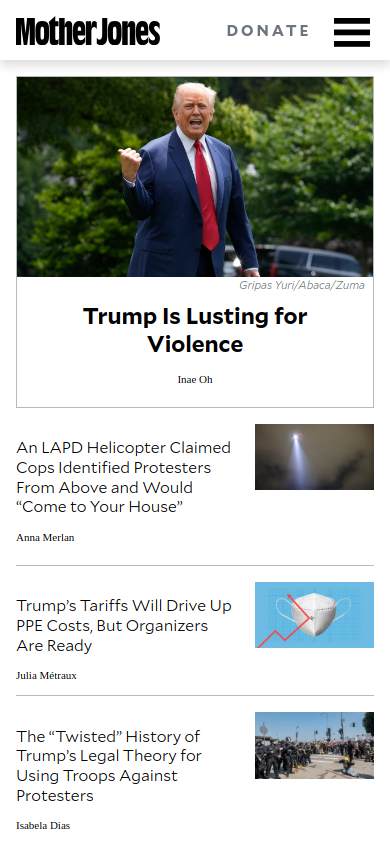 Mother Jones
DONATE
Gripas Yuri/Abaca/Zuma
Trump Is Lusting for
Violence
Inae Oh
An LAPD Helicopter Claimed
Cops Identified Protesters
From Above and Would
“Come to Your House”
Anna Merlan
Trump’s Tariffs Will Drive Up
PPE Costs, But Organizers
Are Ready
Julia Métraux
The “Twisted” History of
Trump’s Legal Theory for
Using Troops Against
Protesters
Isabela Dias